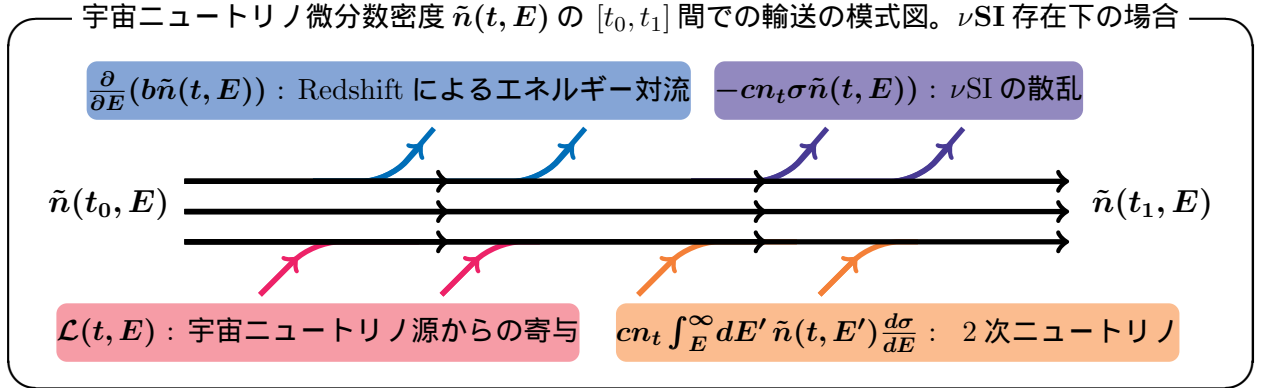 宇宙ニュートリノ微分数密度 ñ(t, E) の [t₀, t₁] 間での輸送の模式図。νSI 存在下の場合
∂/∂E (bñ(t, E)) : Redshift によるエネルギー対流
−cnₜσñ(t, E)) : νSI の散乱
ñ(t₀, E)
ñ(t₁, E)
ℒ(t, E) : 宇宙ニュートリノ源からの寄与
cnₜ ∫_E^∞ dE′ ñ(t, E′) dσ/dE : 2 次ニュートリノ